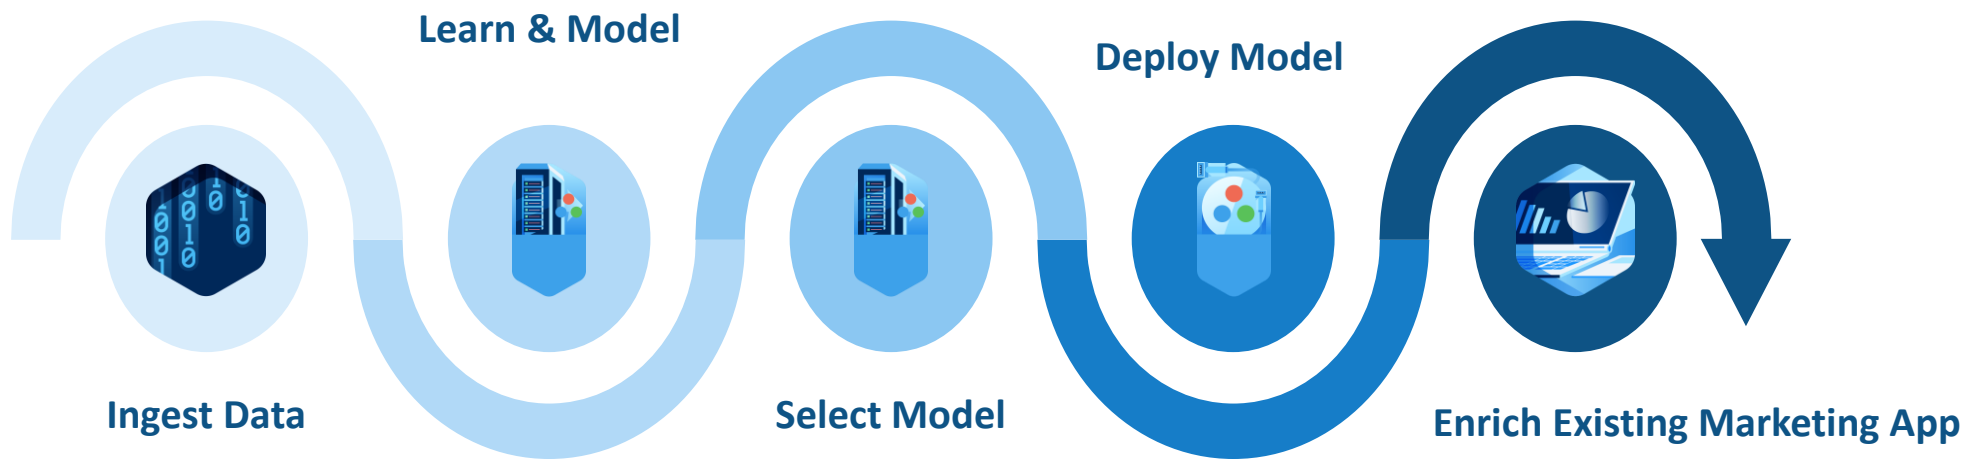 Learn & Model
Deploy Model
Ingest Data
Select Model
Enrich Existing Marketing App